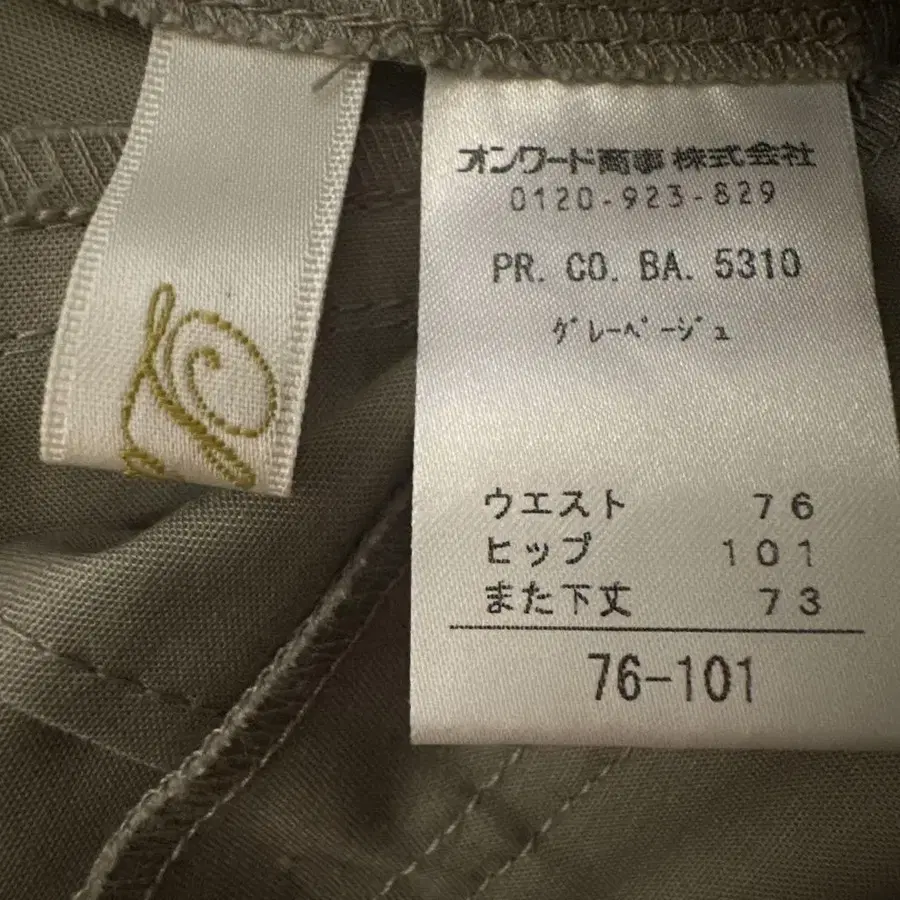 オンワード商事株式会社
0120-923-829
PR. CO. BA. 5310
ｸﾞﾚｰﾍﾞｰｼﾞｭ
ウエスト 76
ヒップ 101
また下丈 73
76-101